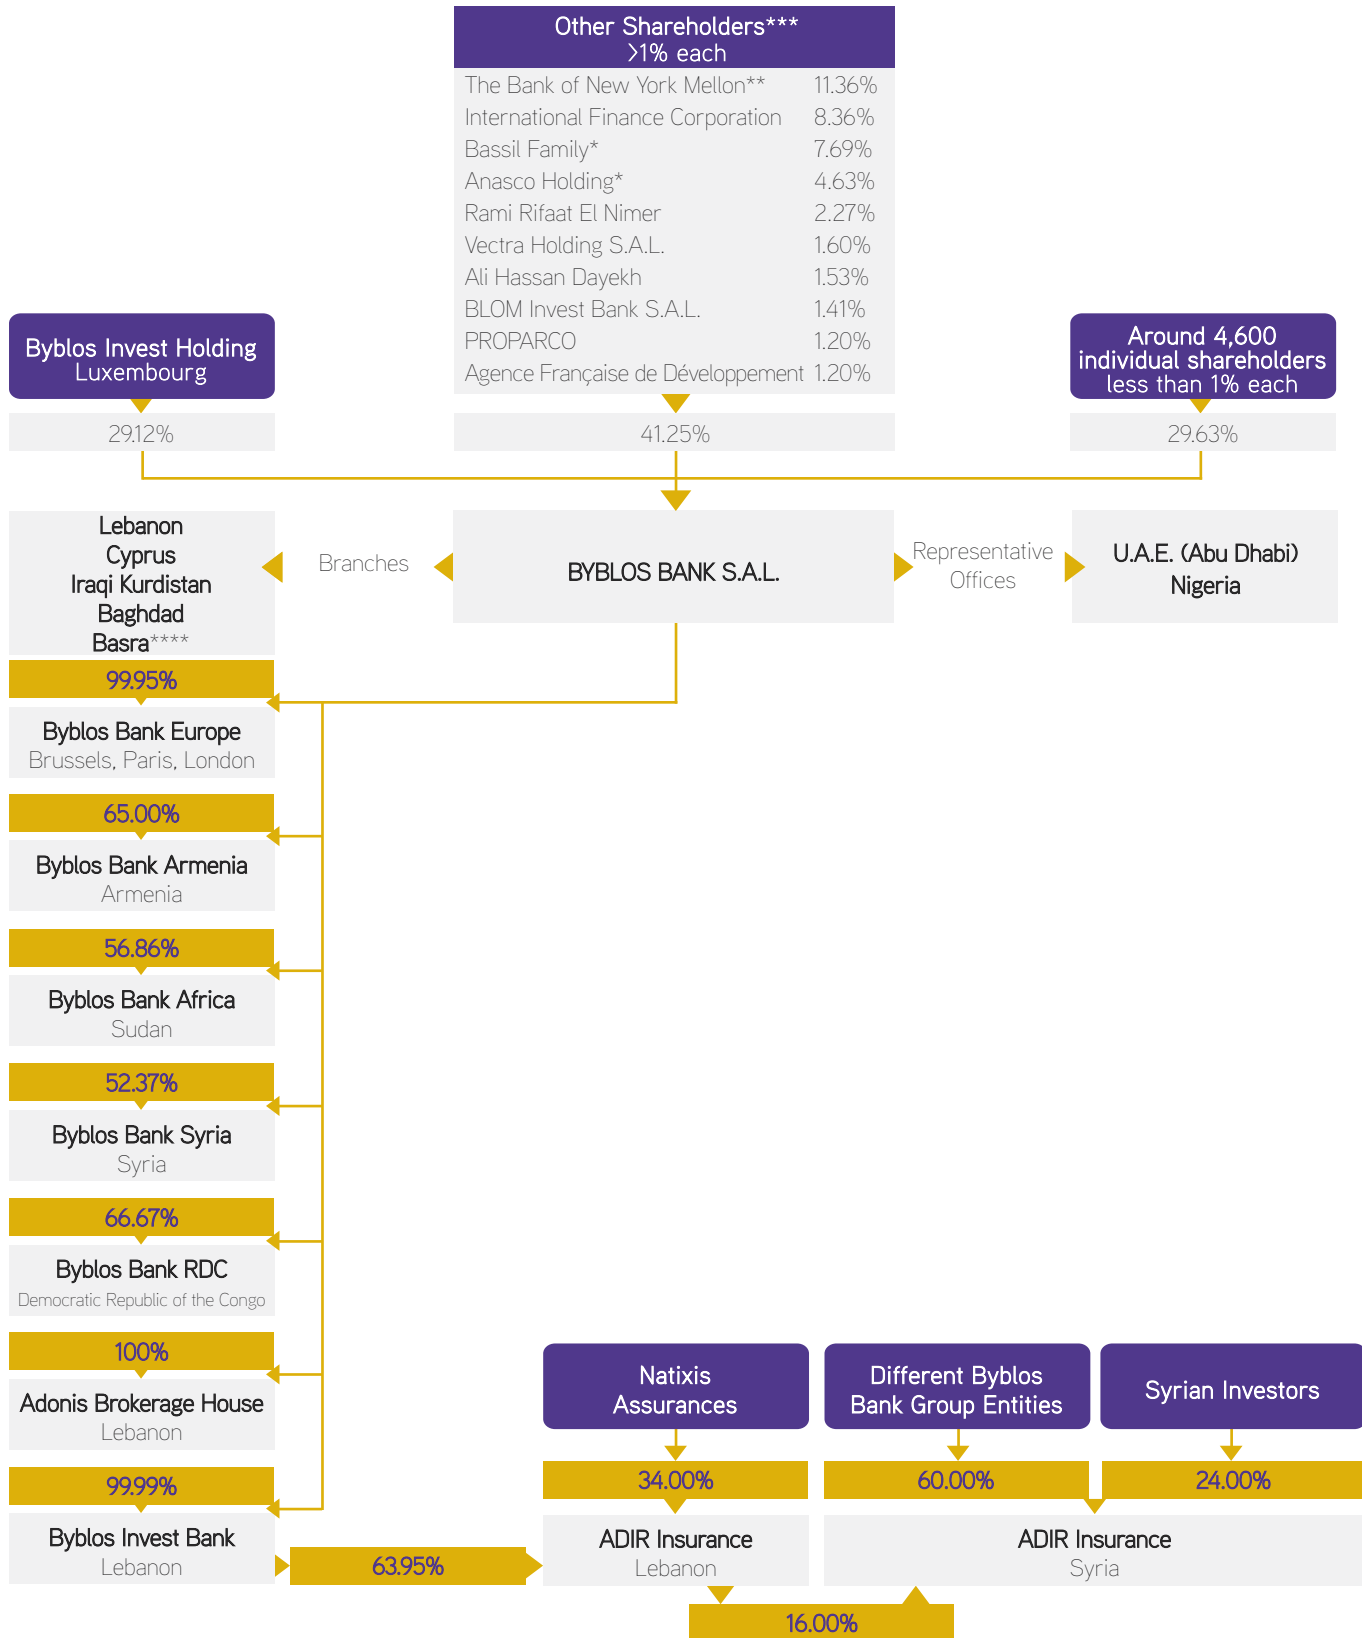 Other Shareholders***
>1% each
The Bank of New York Mellon** 11.36%
International Finance Corporation 8.36%
Bassil Family* 7.69%
Anasco Holding* 4.63%
Rami Rifaat El Nimer 2.27%
Vectra Holding S.A.L. 1.60%
Ali Hassan Dayekh 1.53%
BLOM Invest Bank S.A.L. 1.41%
PROPARCO 1.20%
Agence Française de Développement 1.20%
Byblos Invest Holding
Luxembourg
Around 4,600
individual shareholders
less than 1% each
29.12%
41.25%
29.63%
Lebanon
Cyprus
Iraqi Kurdistan
Baghdad
Basra****
Branches
BYBLOS BANK S.A.L.
Representative
Offices
U.A.E. (Abu Dhabi)
Nigeria
99.95%
Byblos Bank Europe
Brussels, Paris, London
65.00%
Byblos Bank Armenia
Armenia
56.86%
Byblos Bank Africa
Sudan
52.37%
Byblos Bank Syria
Syria
66.67%
Byblos Bank RDC
Democratic Republic of the Congo
100%
Adonis Brokerage House
Lebanon
99.99%
Byblos Invest Bank
Lebanon
63.95%
Natixis
Assurances
34.00%
ADIR Insurance
Lebanon
Different Byblos
Bank Group Entities
60.00%
Syrian Investors
24.00%
ADIR Insurance
Syria
16.00%